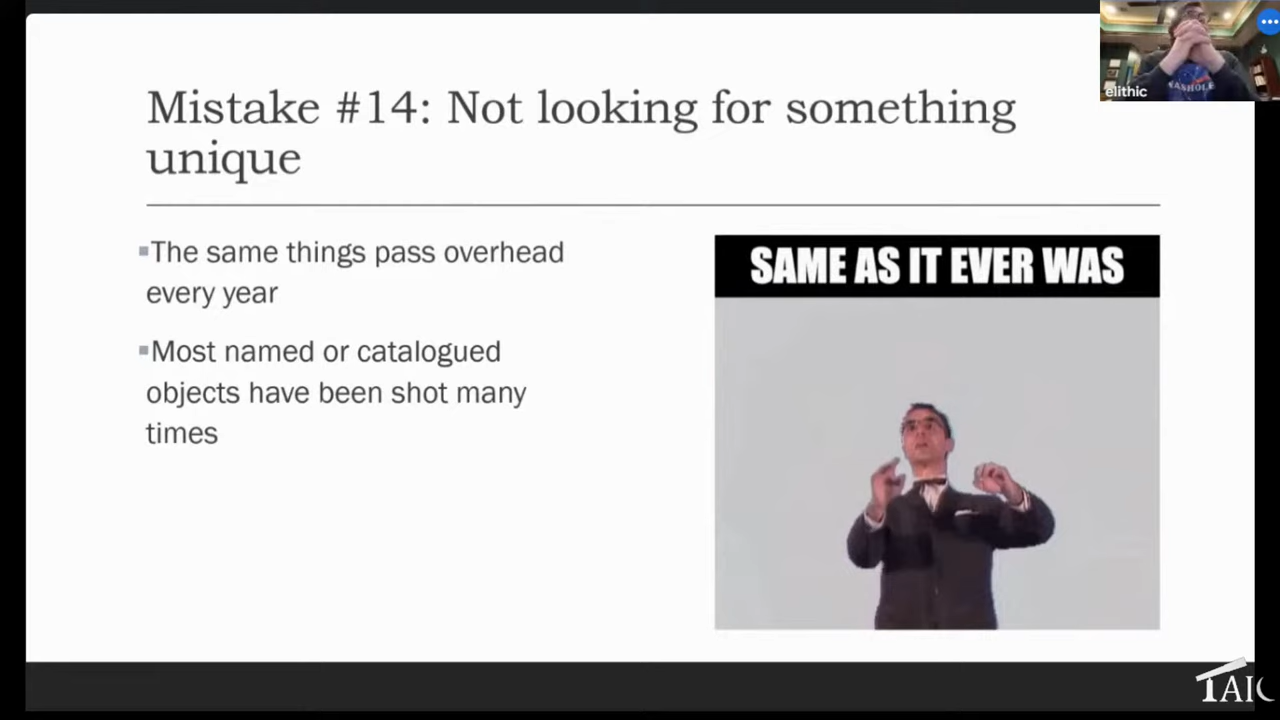 Mistake #14: Not looking for something
unique
The same things pass overhead
every year
Most named or catalogued
objects have been shot many
times
SAME AS IT EVER WAS
elithic
TAIC